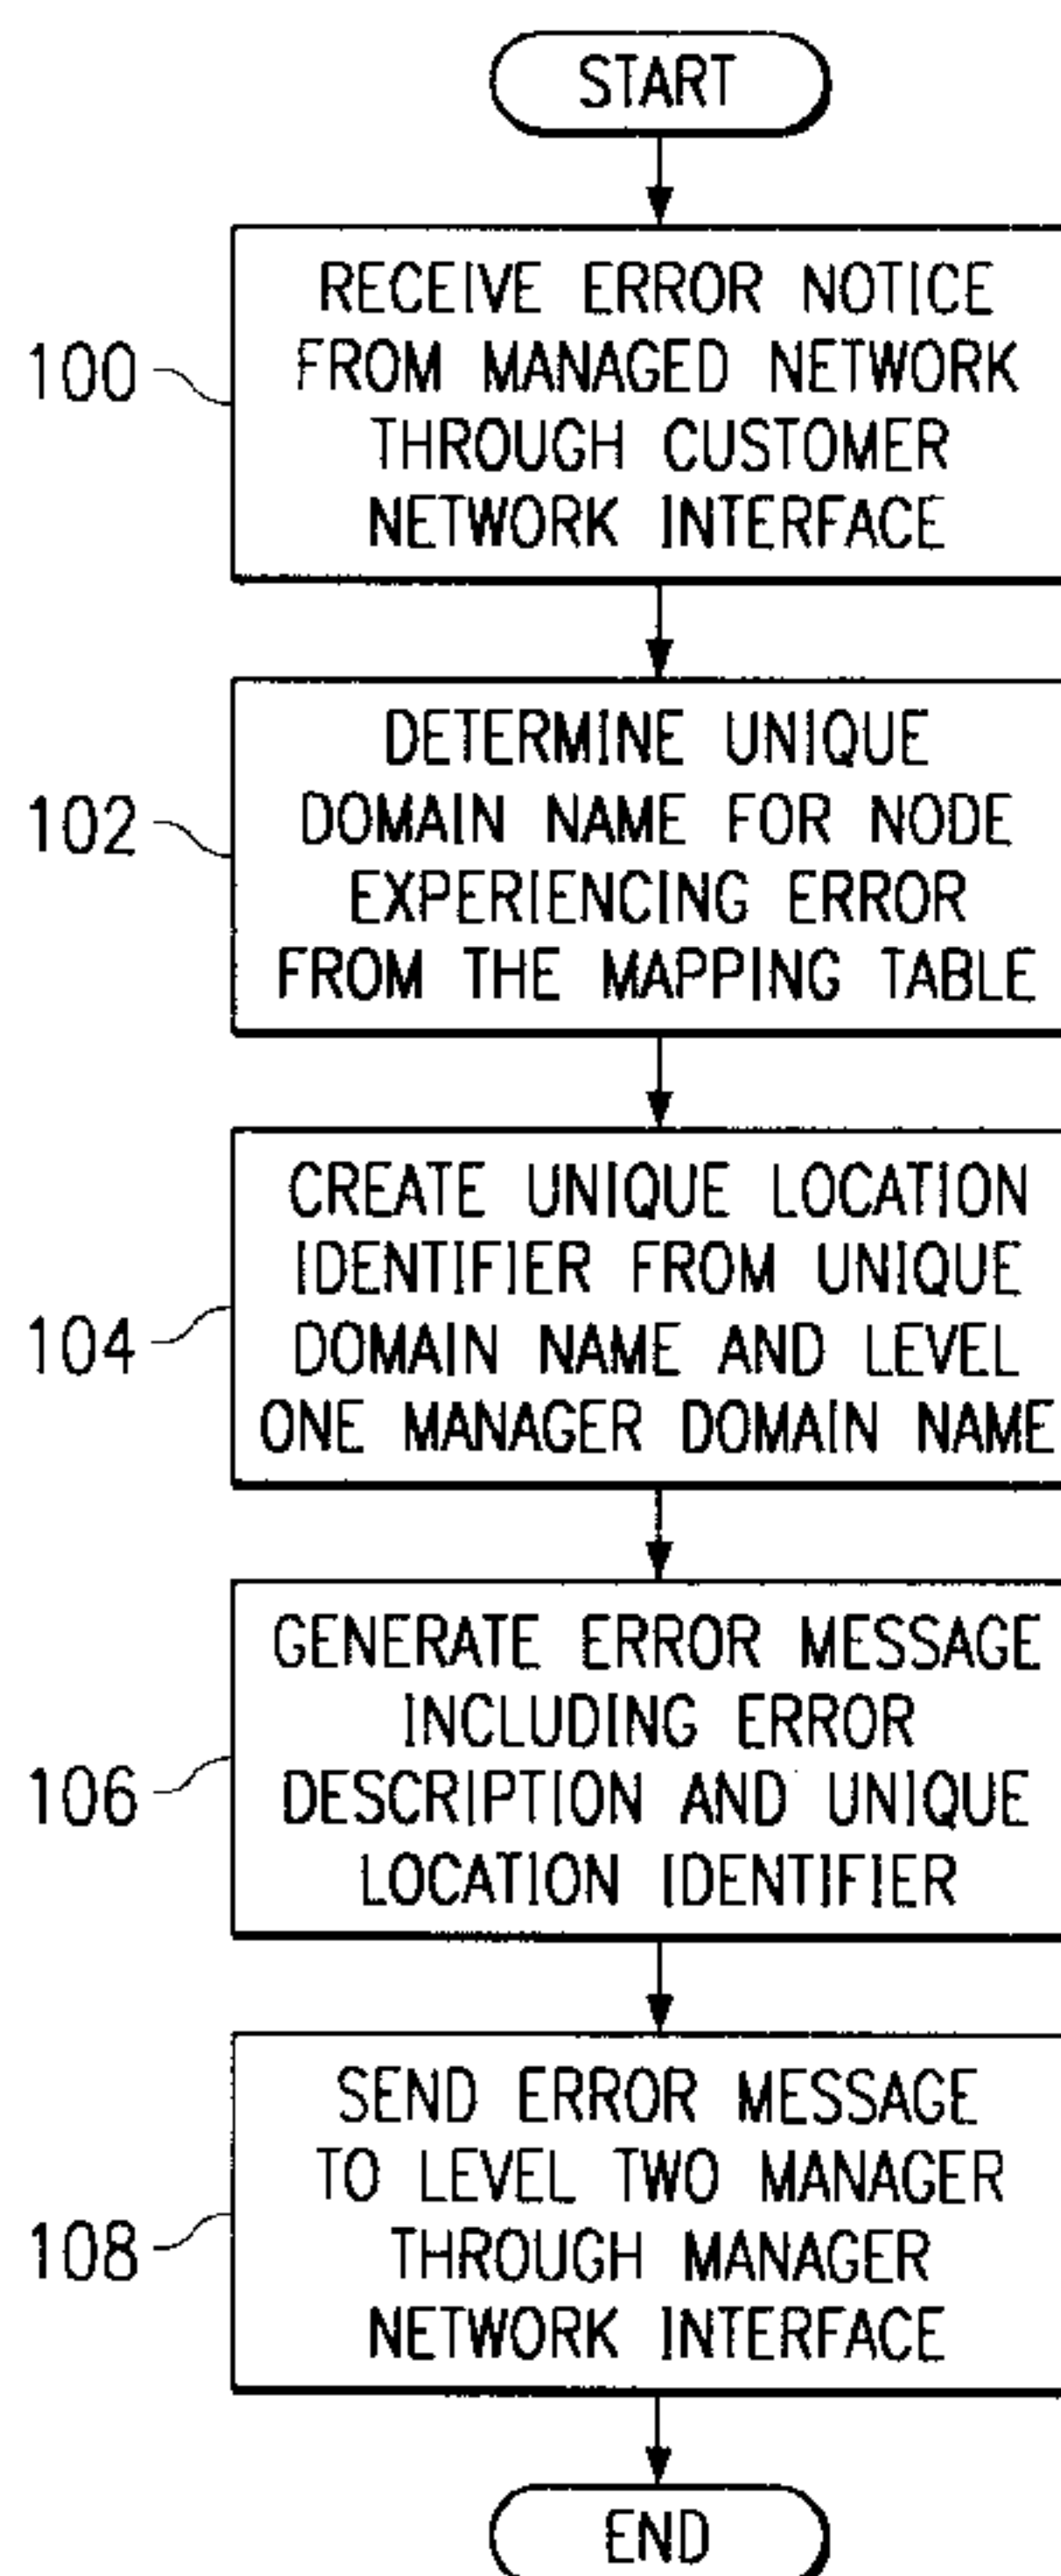 START
RECEIVE ERROR NOTICE
FROM MANAGED NETWORK
THROUGH CUSTOMER
NETWORK INTERFACE
100
DETERMINE UNIQUE
DOMAIN NAME FOR NODE
EXPERIENCING ERROR
FROM THE MAPPING TABLE
102
CREATE UNIQUE LOCATION
IDENTIFIER FROM UNIQUE
DOMAIN NAME AND LEVEL
ONE MANAGER DOMAIN NAME
104
GENERATE ERROR MESSAGE
INCLUDING ERROR
DESCRIPTION AND UNIQUE
LOCATION IDENTIFIER
106
SEND ERROR MESSAGE
TO LEVEL TWO MANAGER
THROUGH MANAGER
NETWORK INTERFACE
108
END